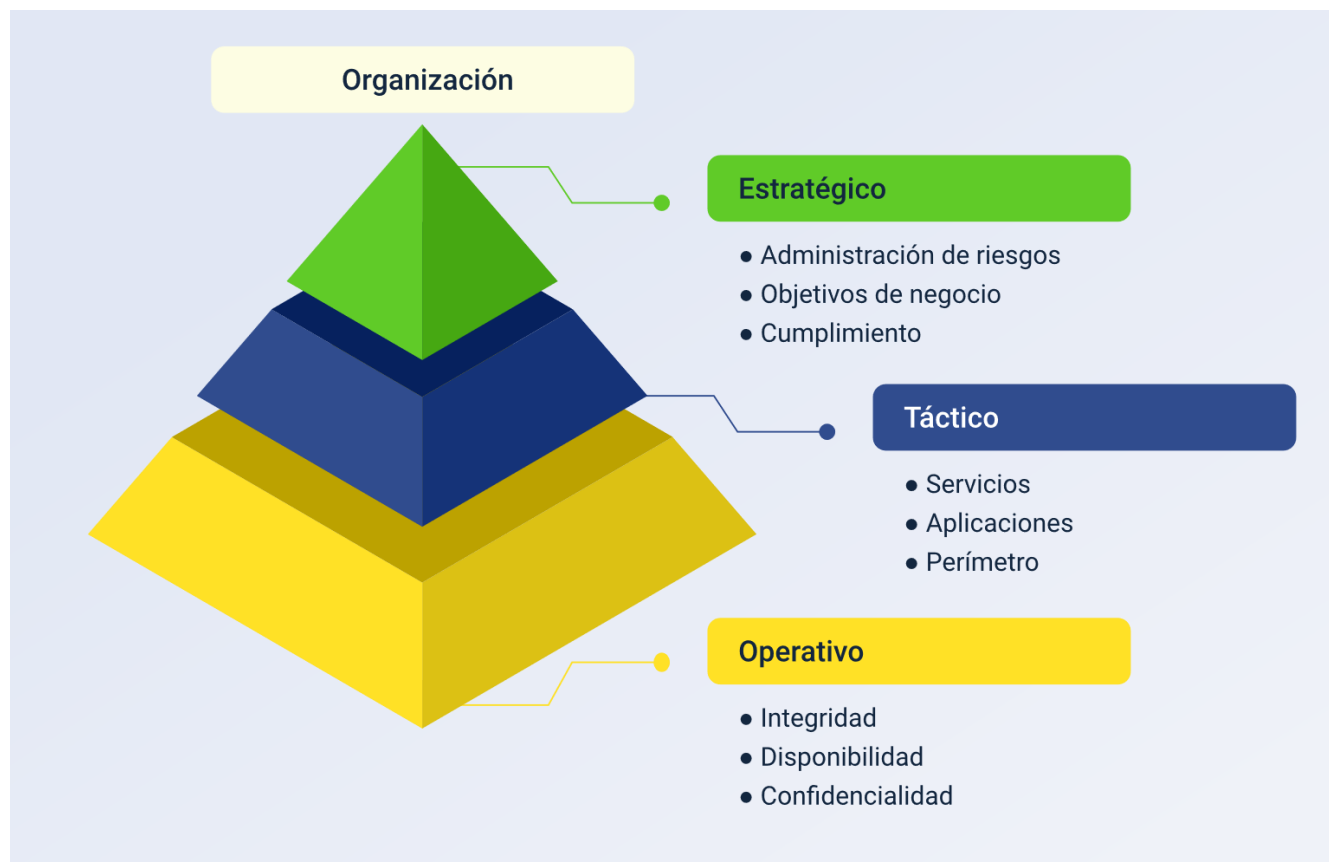 Organización
Estratégico
● Administración de riesgos
● Objetivos de negocio
● Cumplimiento
Táctico
● Servicios
● Aplicaciones
● Perímetro
Operativo
● Integridad
● Disponibilidad
● Confidencialidad